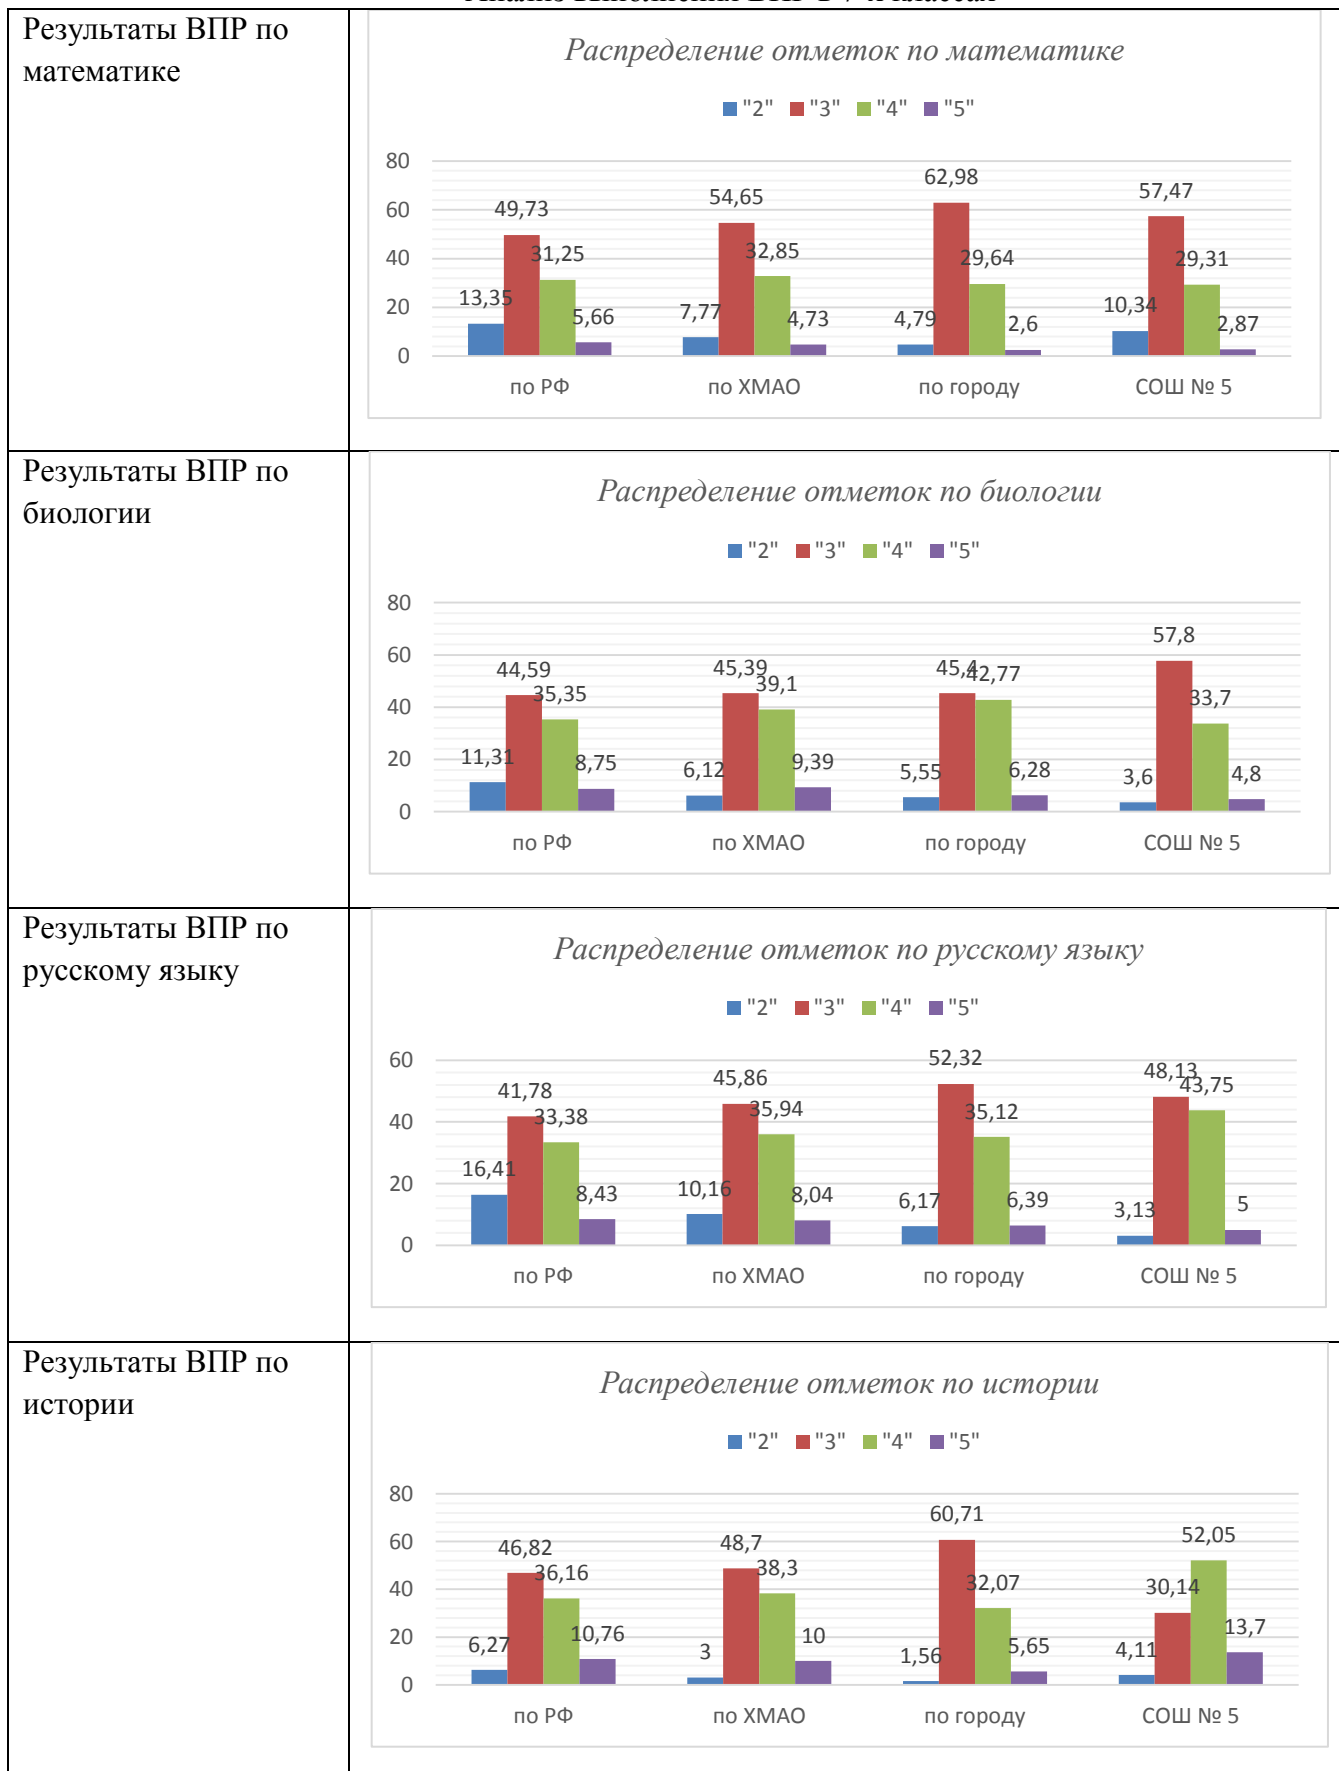 Результаты ВПР по
математике
Распределение отметок по математике
"2" "3" "4" "5"
80
60
40
20
0
13,35 49,73 31,25 5,66
7,77 54,65 32,85 4,73
4,79 62,98 29,64 2,6
10,34 57,47 29,31 2,87
по РФ по ХМАО по городу СОШ № 5
Результаты ВПР по
биологии
Распределение отметок по биологии
"2" "3" "4" "5"
80
60
40
20
0
11,31 44,59 35,35 8,75
6,12 45,39 39,1 9,39
5,55 45,4 42,77 6,28
3,6 57,8 33,7 4,8
по РФ по ХМАО по городу СОШ № 5
Результаты ВПР по
русскому языку
Распределение отметок по русскому языку
"2" "3" "4" "5"
60
40
20
0
16,41 41,78 33,38 8,43
10,16 45,86 35,94 8,04
6,17 52,32 35,12 6,39
3,13 48,13 43,75 5
по РФ по ХМАО по городу СОШ № 5
Результаты ВПР по
истории
Распределение отметок по истории
"2" "3" "4" "5"
80
60
40
20
0
6,27 46,82 36,16 10,76
3 48,7 38,3 10
1,56 60,71 32,07 5,65
4,11 30,14 52,05 13,7
по РФ по ХМАО по городу СОШ № 5